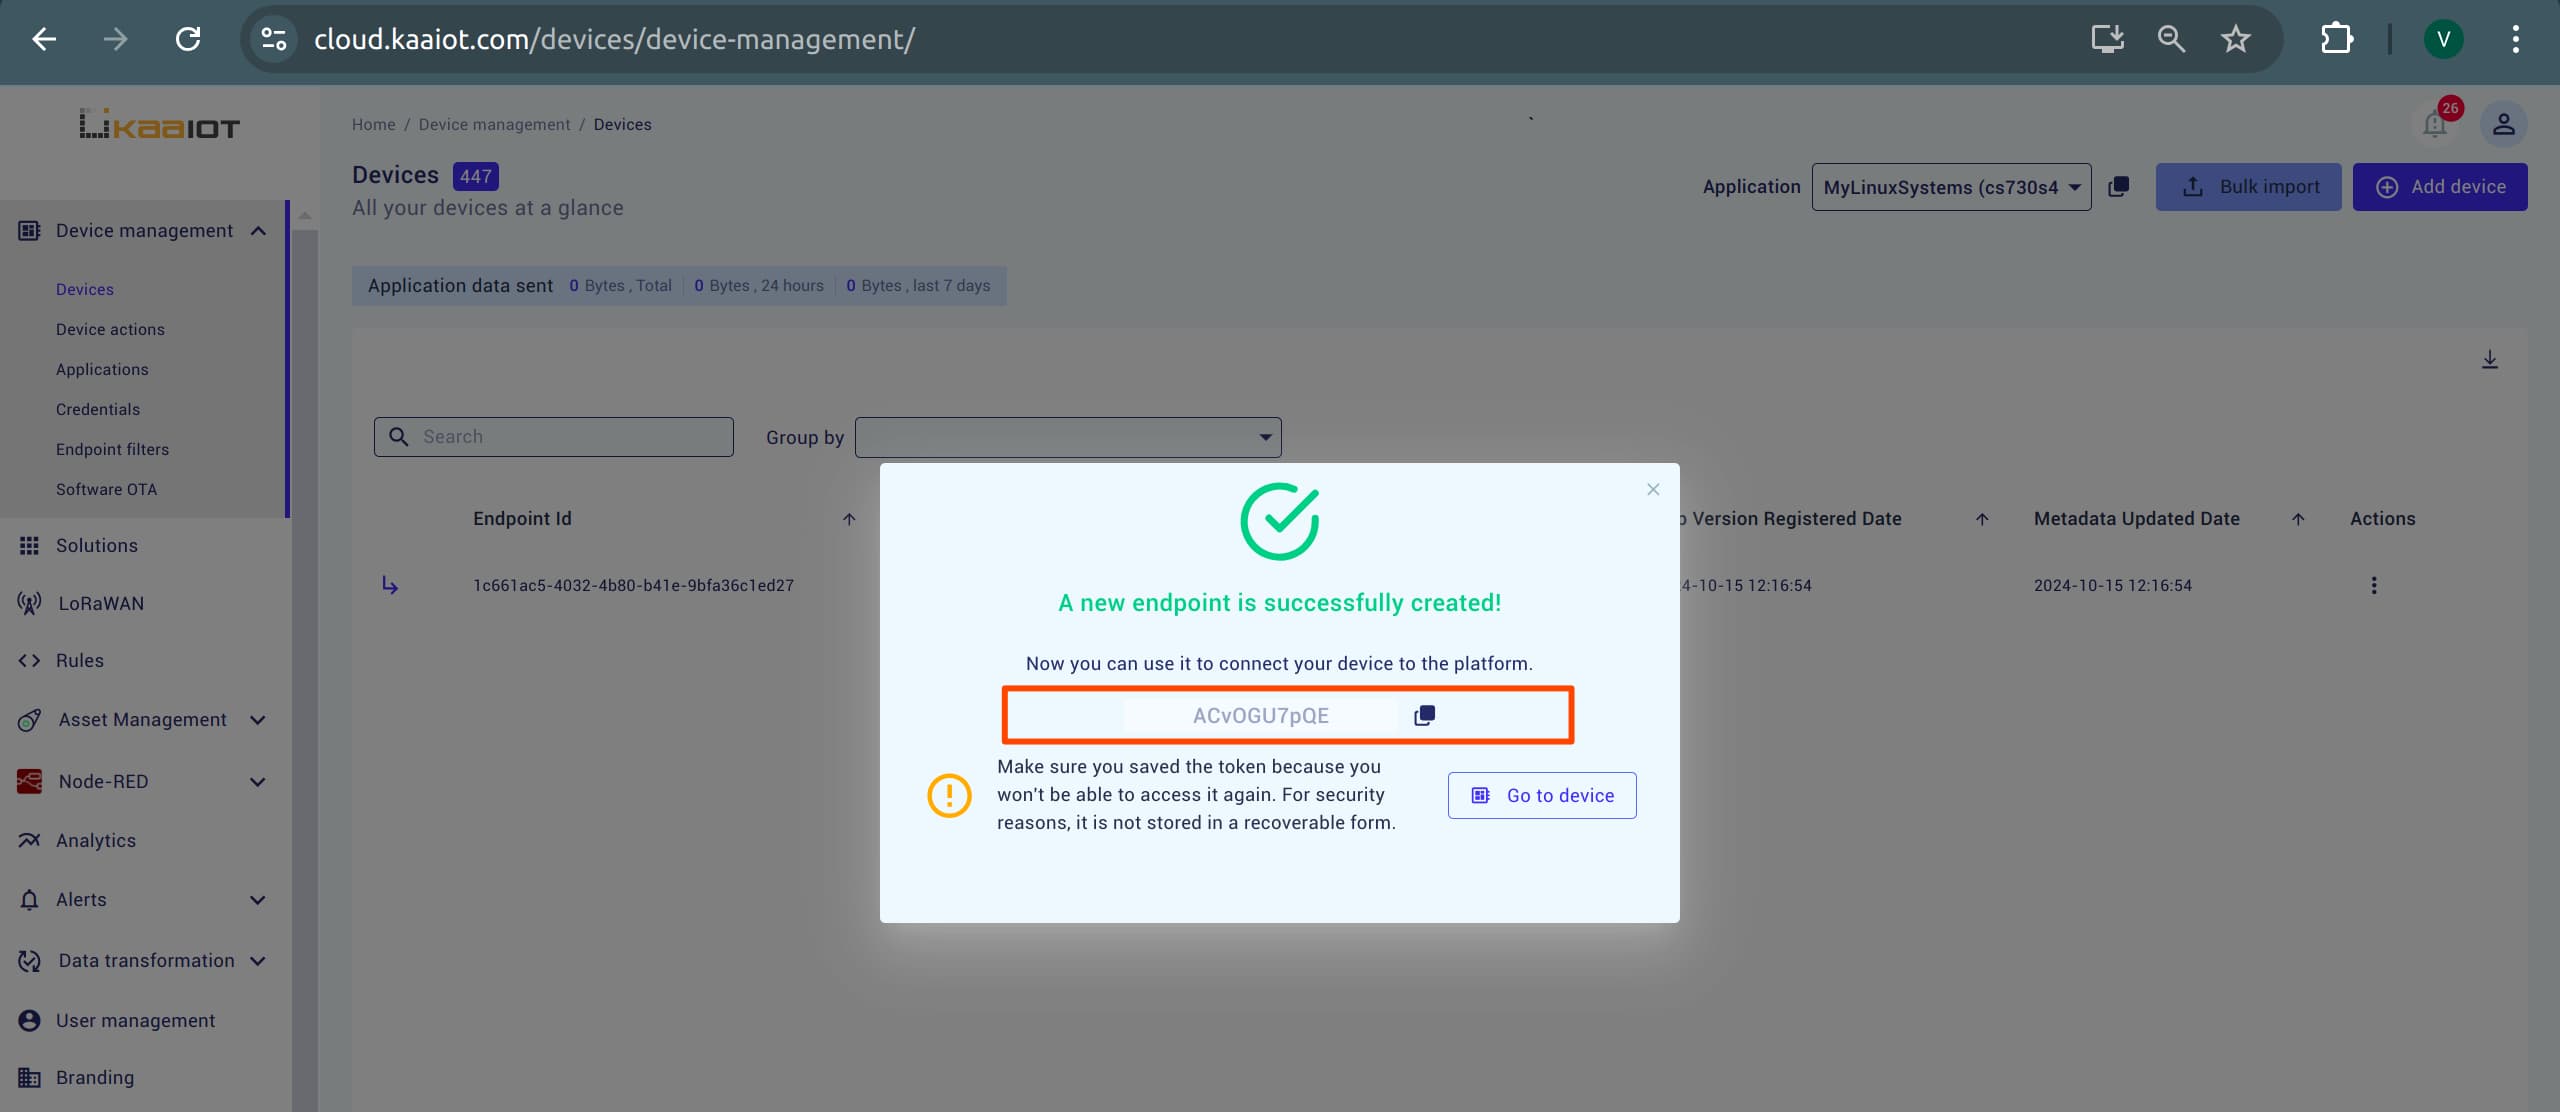 cloud.kaaiot.com/devices/device-management/
V
kaaIOT
Home / Device management / Devices
26
Devices 447
All your devices at a glance
Application MyLinuxSystems (cs730s4
Bulk import
Add device
Application data sent 0 Bytes , Total 0 Bytes , 24 hours 0 Bytes , last 7 days
Device management
Devices
Device actions
Applications
Credentials
Endpoint filters
Software OTA
Solutions
LoRaWAN
Rules
Asset Management
Node-RED
Analytics
Alerts
Data transformation
User management
Branding
Search
Group by
Endpoint Id
Version Registered Date
Metadata Updated Date
Actions
1c661ac5-4032-4b80-b41e-9bfa36c1ed27
4-10-15 12:16:54
2024-10-15 12:16:54
A new endpoint is successfully created!
Now you can use it to connect your device to the platform.
ACvOGU7pQE
Make sure you saved the token because you
won't be able to access it again. For security
reasons, it is not stored in a recoverable form.
Go to device